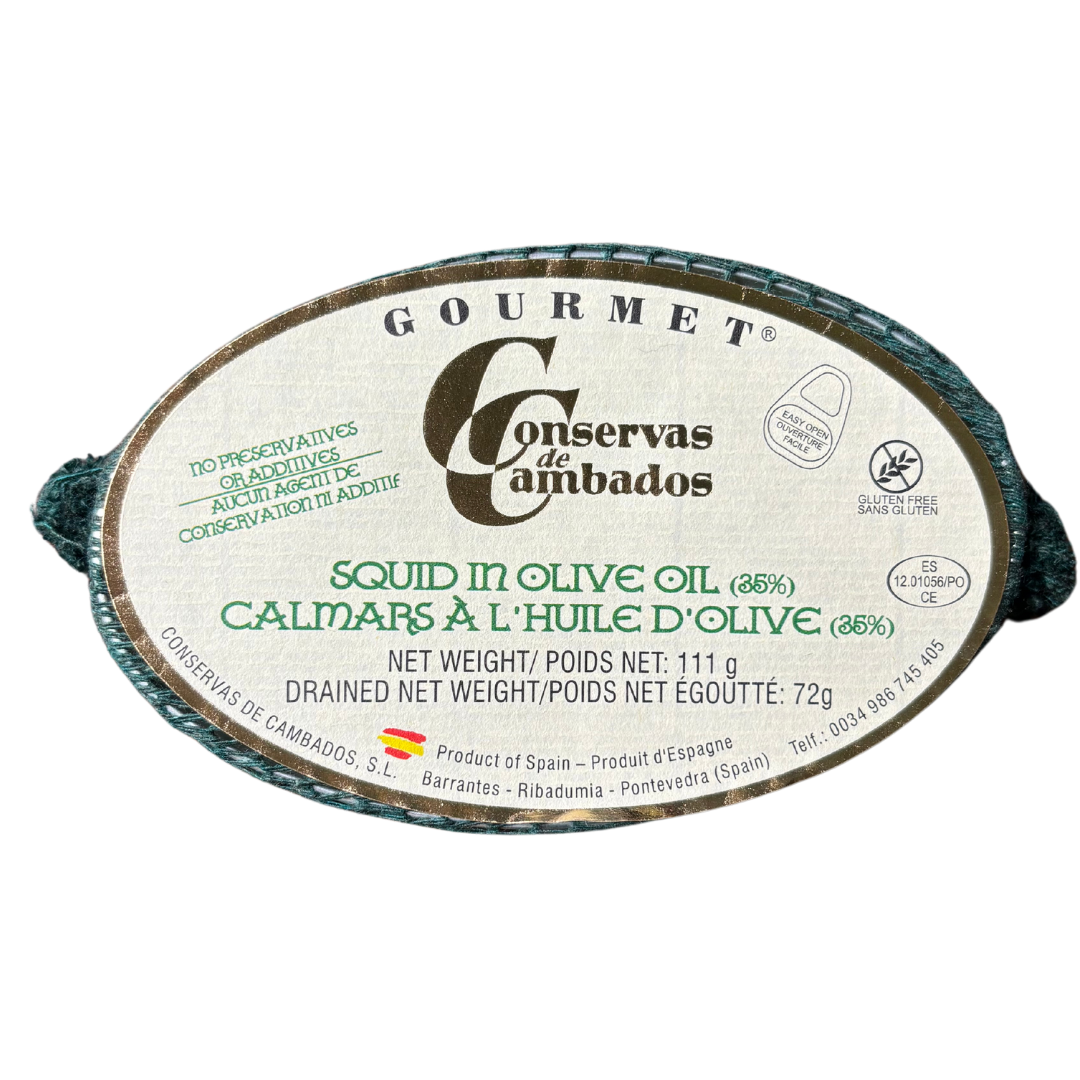 GOURMET®
Conservas
de
Cambados
NO PRESERVATIVES
OR ADDITIVES
AUCUN AGENT DE
CONSERVATION NI ADDITIF
EASY OPEN
OUVERTURE
FACILE
GLUTEN FREE
SANS GLUTEN
ES
12.01056/PO
CE
SQUID IN OLIVE OIL (35%)
CALMARS À L'HUILE D'OLIVE (35%)
NET WEIGHT/ POIDS NET: 111 g
DRAINED NET WEIGHT/POIDS NET ÉGOUTTÉ: 72g
CONSERVAS DE CAMBADOS, S.L.
Product of Spain – Produit d'Espagne
Barrantes - Ribadumia - Pontevedra (Spain)
Telf.: 0034 986 745 405